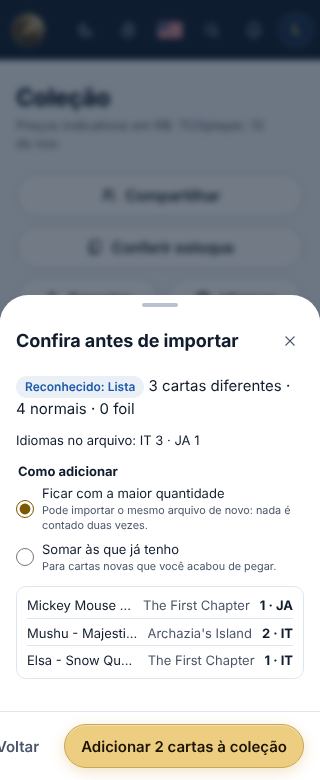 Coleção
Compartilhar
Conferir estoque
Confira antes de importar
Reconhecido: Lista 3 cartas diferentes ·
4 normais · 0 foil
Idiomas no arquivo: IT 3 · JA 1
Como adicionar
Ficar com a maior quantidade
Pode importar o mesmo arquivo de novo: nada é
contado duas vezes.
Somar às que já tenho
Para cartas novas que você acabou de pegar.
Mickey Mouse ... The First Chapter 1 · JA
Mushu - Majesti... Archazia's Island 2 · IT
Elsa - Snow Qu... The First Chapter 1 · IT
Voltar
Adicionar 2 cartas à coleção